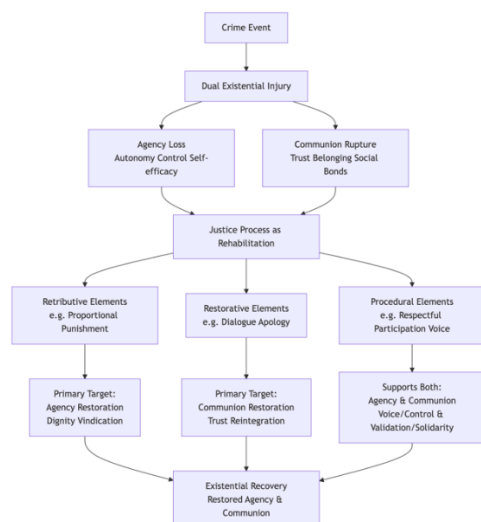 Crime Event
Dual Existential Injury
Agency Loss
Autonomy Control Self-
efficacy
Communion Rupture
Trust Belonging Social
Bonds
Justice Process as
Rehabilitation
Retributive Elements
e.g. Proportional
Punishment
Restorative Elements
e.g. Dialogue Apology
Procedural Elements
e.g. Respectful
Participation Voice
Primary Target:
Agency Restoration
Dignity Vindication
Primary Target:
Communion Restoration
Trust Reintegration
Supports Both:
Agency & Communion
Voice/Control &
Validation/Solidarity
Existential Recovery
Restored Agency &
Communion